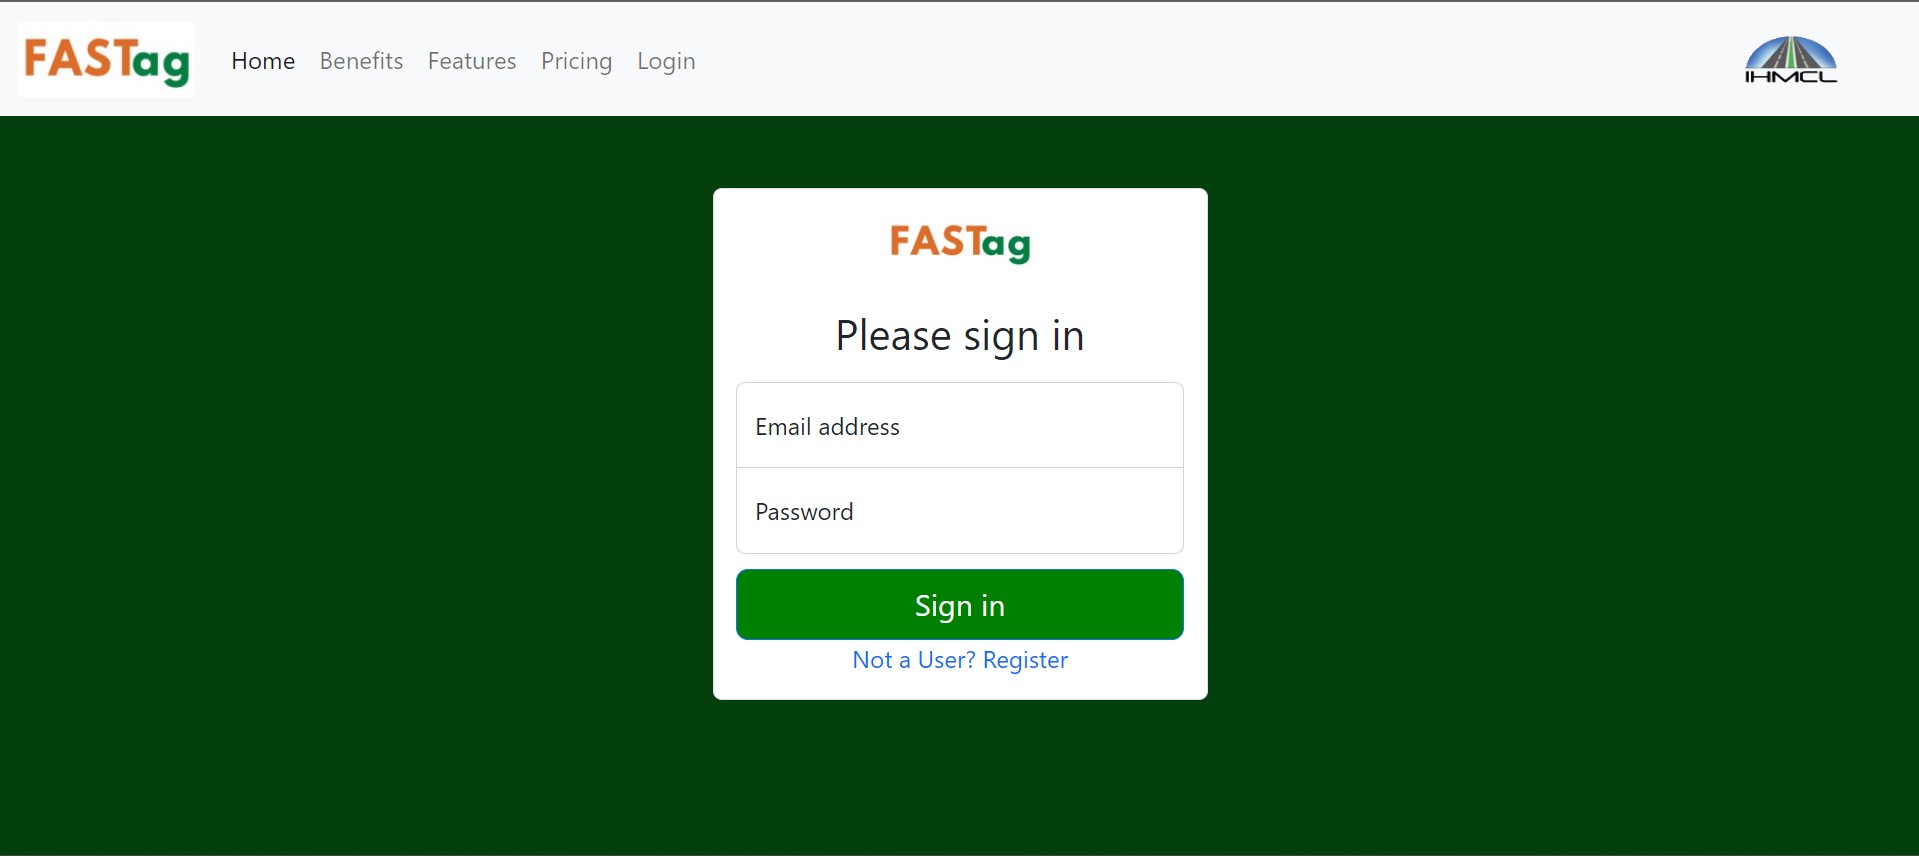 FASTag Home Benefits Features Pricing Login IHMCL
FASTag
Please sign in
Email address
Password
Sign in
Not a User? Register